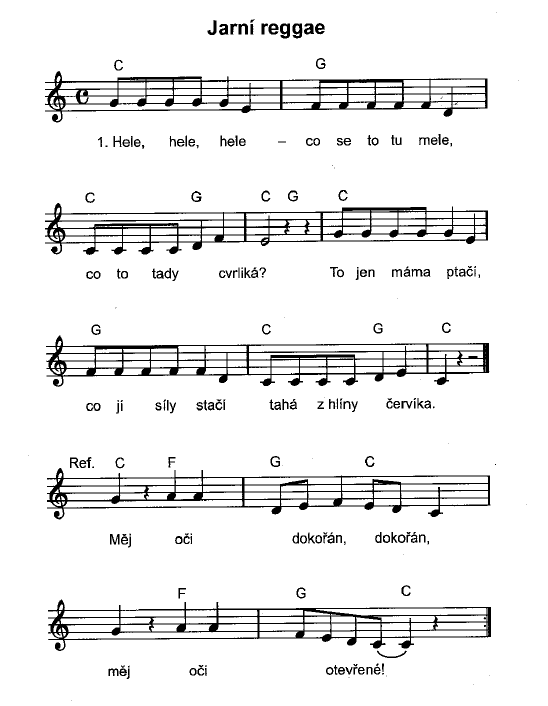 Jarní reggae
C G
1. Hele, hele, hele – co se to tu mele,
C G C G C
co to tady cvrliká? To jen máma ptačí,
G C G C
co jí síly stačí tahá z hlíny červíka.
Ref. C F G C
Měj oči dokořán, dokořán,
F G C
měj oči otevřené!